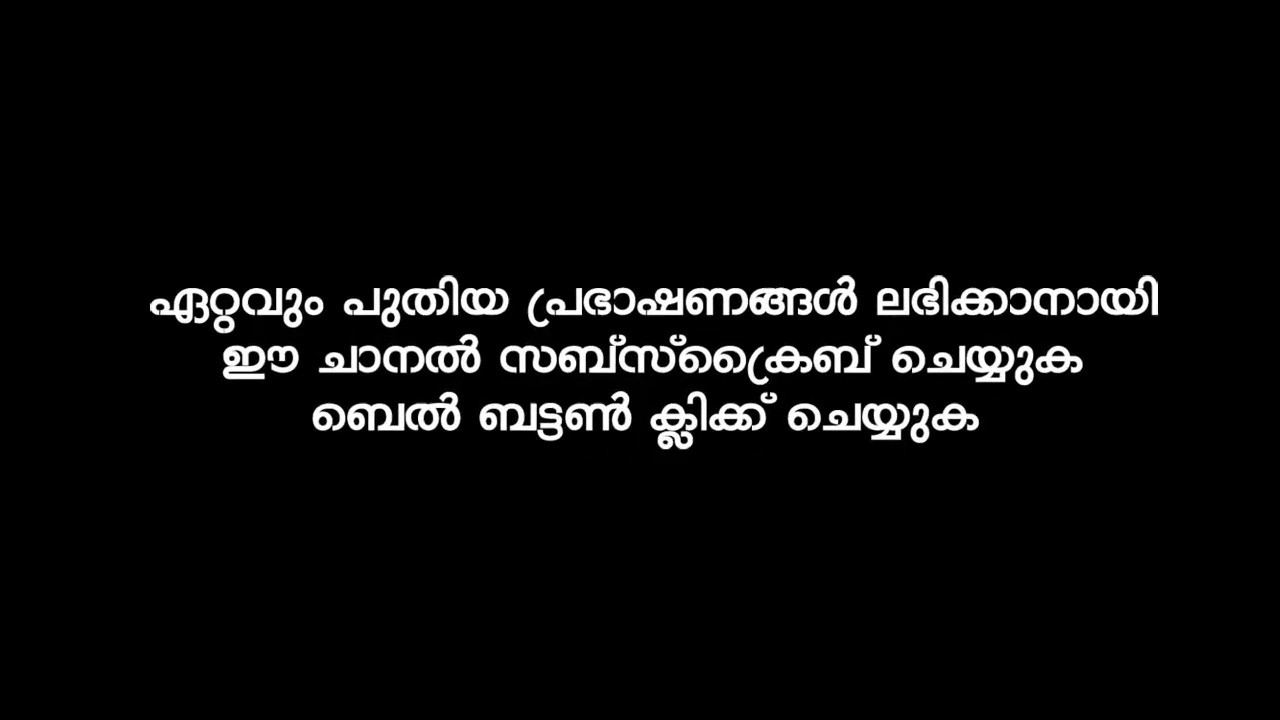 ഏറ്റവും പുതിയ പ്രഭാഷണങ്ങൾ ലഭിക്കാനായി
ഈ ചാനൽ സബ്സ്ക്രൈബ് ചെയ്യുക
ബെൽ ബട്ടൺ ക്ലിക്ക് ചെയ്യുക